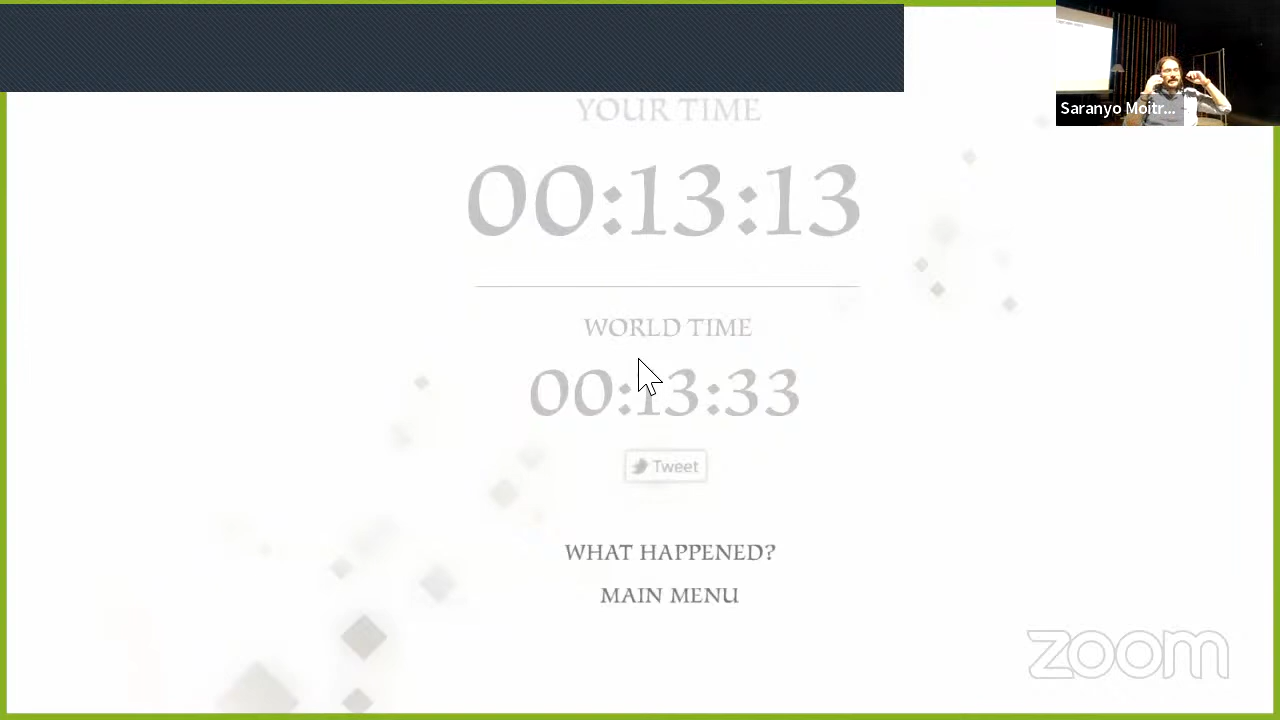 Saranyo Moitr...
YOUR TIME
00:13:13
WORLD TIME
00:13:33
Tweet
WHAT HAPPENED?
MAIN MENU
zoom